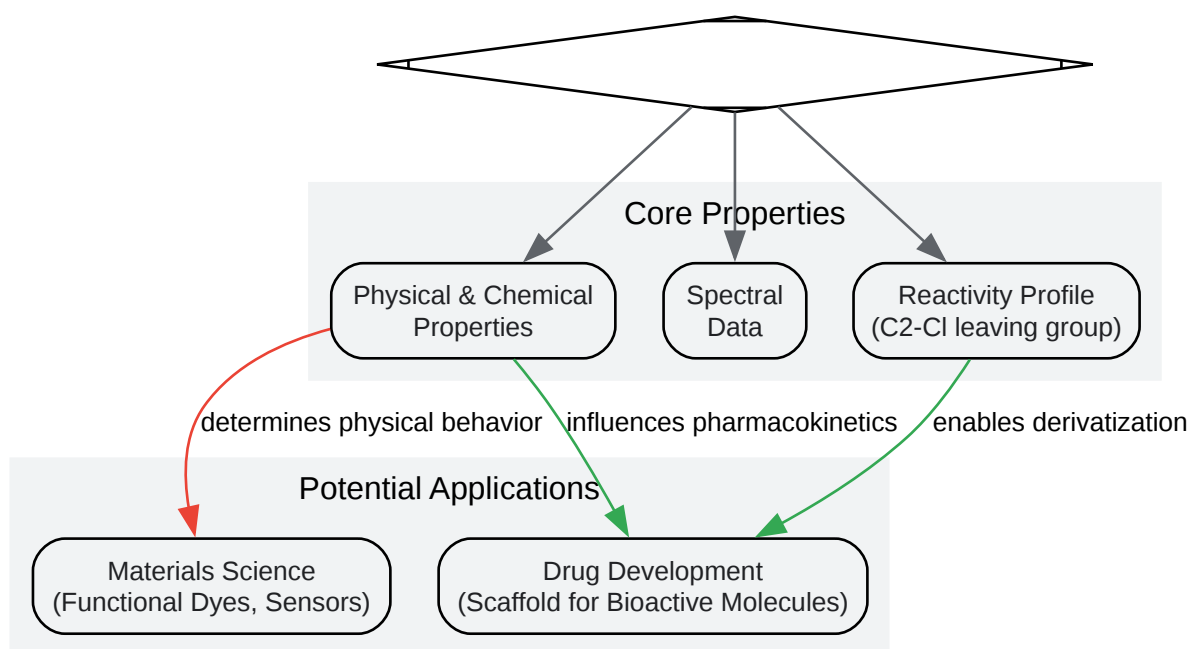 Core Properties
Physical & Chemical
Properties
Spectral
Data
Reactivity Profile
(C2-Cl leaving group)
determines physical behavior
influences pharmacokinetics
enables derivatization
Potential Applications
Materials Science
(Functional Dyes, Sensors)
Drug Development
(Scaffold for Bioactive Molecules)